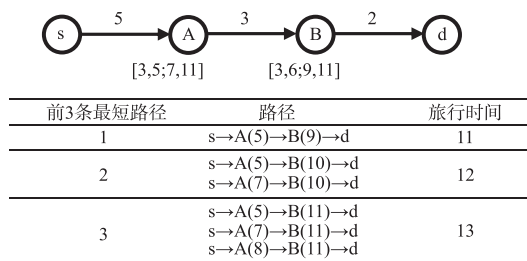 5 3 2
s A B d
[3,5;7,11] [3,6;9,11]
前3条最短路径 路径 旅行时间
1 s→A(5)→B(9)→d 11
s→A(5)→B(10)→d
2 12
s→A(7)→B(10)→d
s→A(5)→B(11)→d
3 s→A(7)→B(11)→d 13
s→A(8)→B(11)→d